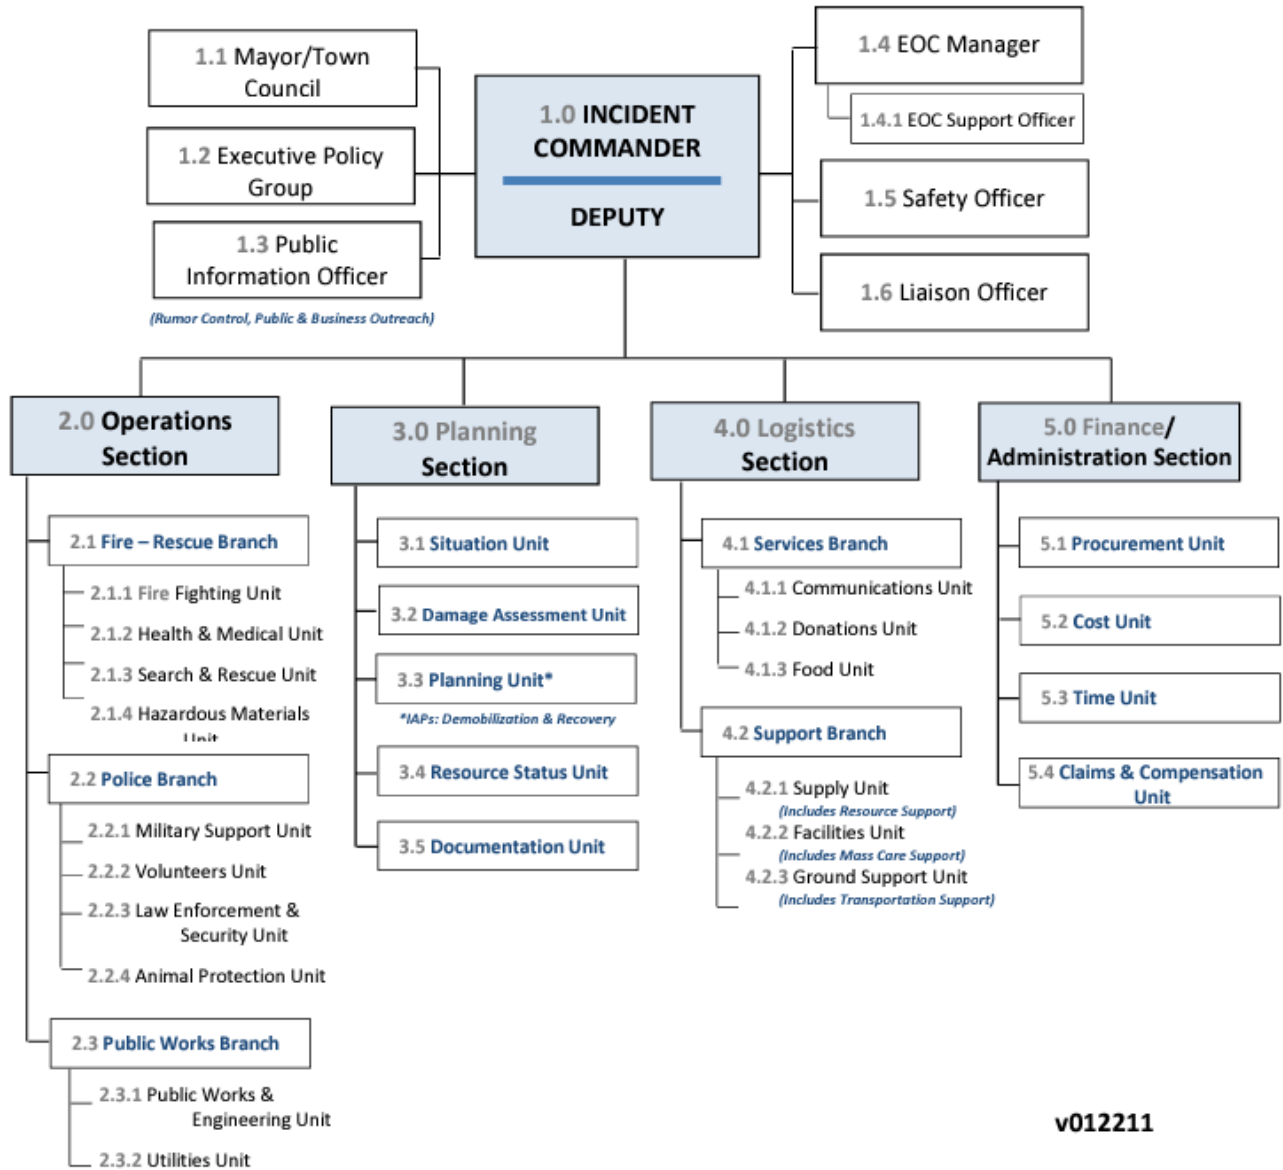 1.1 Mayor/Town
Council
1.2 Executive Policy
Group
1.3 Public
Information Officer
(Rumor Control, Public & Business Outreach)
1.0 INCIDENT
COMMANDER
DEPUTY
1.4 EOC Manager
1.4.1 EOC Support Officer
1.5 Safety Officer
1.6 Liaison Officer
2.0 Operations
Section
2.1 Fire – Rescue Branch
2.1.1 Fire Fighting Unit
2.1.2 Health & Medical Unit
2.1.3 Search & Rescue Unit
2.1.4 Hazardous Materials
Unit
2.2 Police Branch
2.2.1 Military Support Unit
2.2.2 Volunteers Unit
2.2.3 Law Enforcement &
Security Unit
2.2.4 Animal Protection Unit
2.3 Public Works Branch
2.3.1 Public Works &
Engineering Unit
2.3.2 Utilities Unit
3.0 Planning
Section
3.1 Situation Unit
3.2 Damage Assessment Unit
3.3 Planning Unit*
*IAPs: Demobilization & Recovery
3.4 Resource Status Unit
3.5 Documentation Unit
4.0 Logistics
Section
4.1 Services Branch
4.1.1 Communications Unit
4.1.2 Donations Unit
4.1.3 Food Unit
4.2 Support Branch
4.2.1 Supply Unit
(Includes Resource Support)
4.2.2 Facilities Unit
(Includes Mass Care Support)
4.2.3 Ground Support Unit
(Includes Transportation Support)
5.0 Finance/
Administration Section
5.1 Procurement Unit
5.2 Cost Unit
5.3 Time Unit
5.4 Claims & Compensation
Unit
v012211